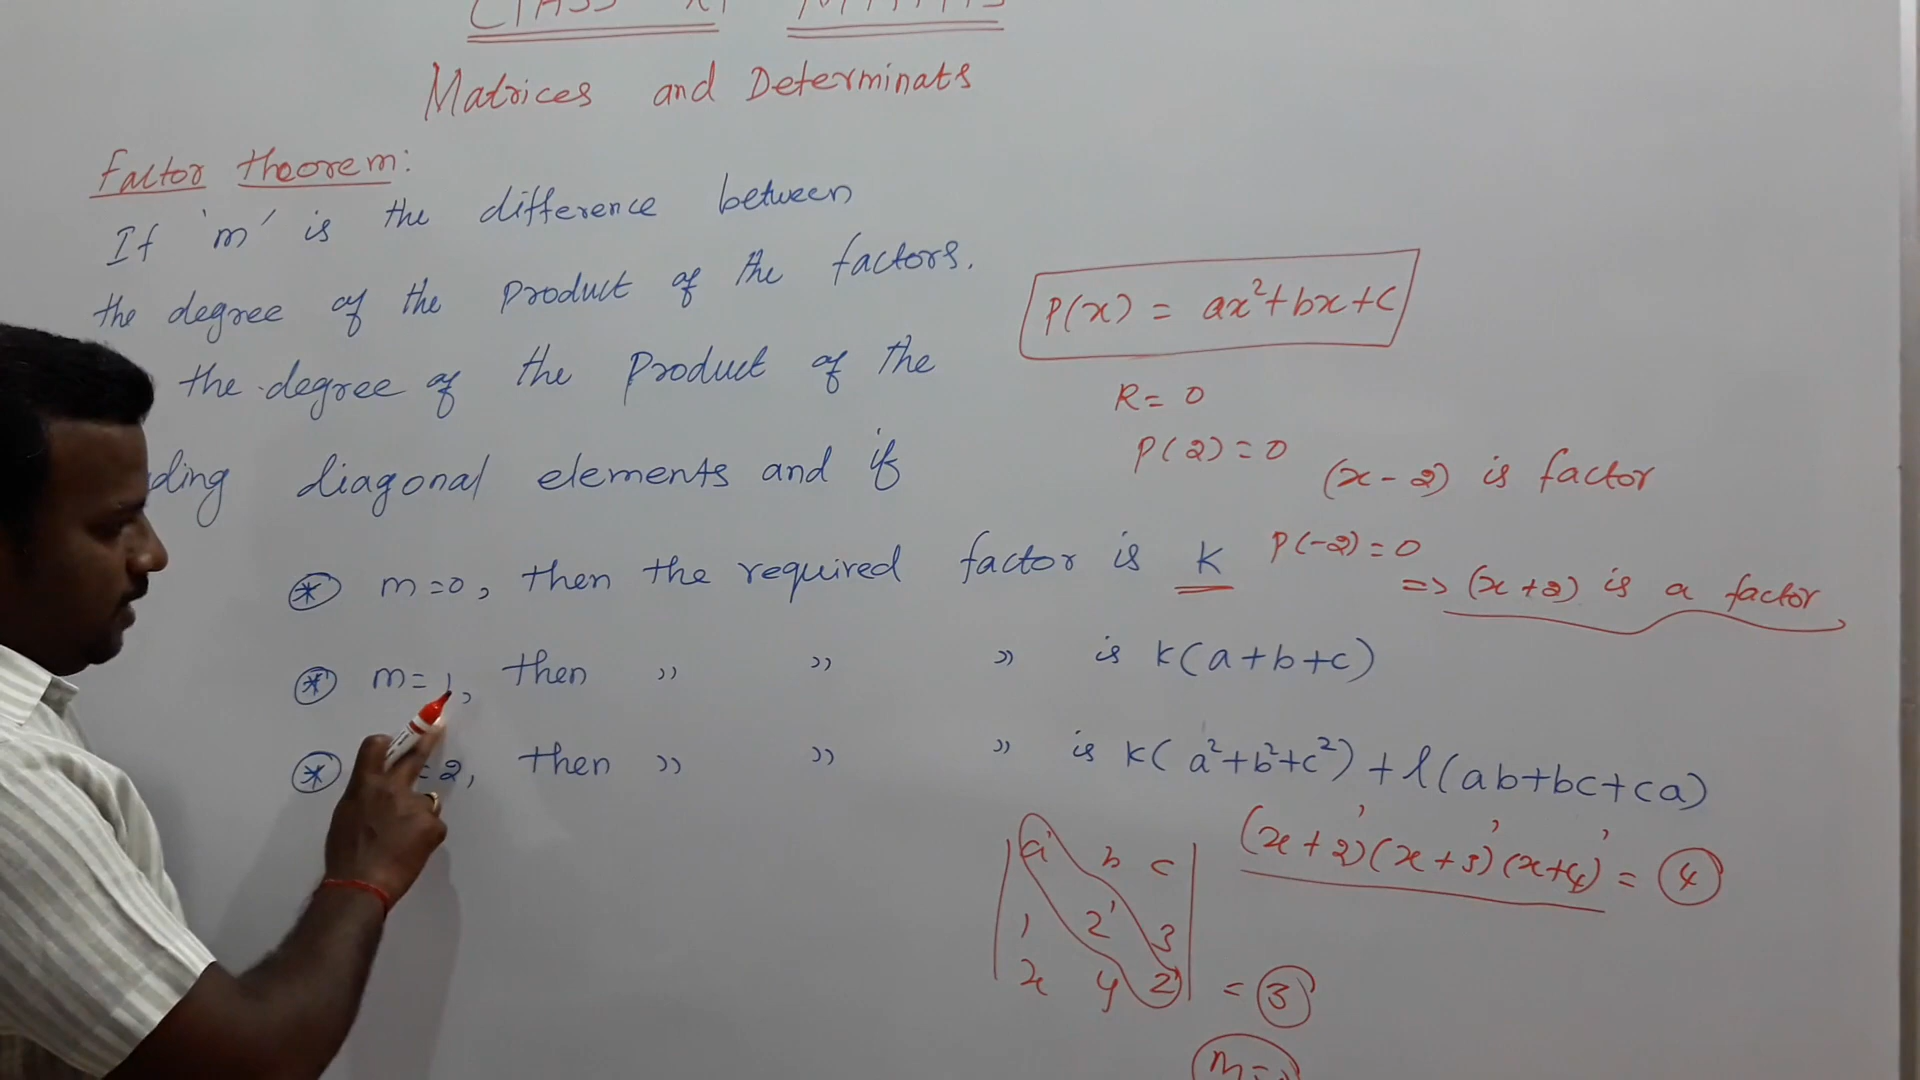 CLASS XI MATHS
Matrices and Determinats
Factor theorem:
If 'm' is the difference between
the degree of the product of the factors.
the degree of the product of the
ding diagonal elements and if
* m=0, then the required factor is k
* m=1, then ,, ,, ,, is k(a+b+c)
* =2, then ,, ,, ,, is k(a²+b²+c²)+l(ab+bc+ca)
P(x) = ax²+bx+c
R=0
P(2)=0
(x-2) is factor
P(-2)=0
=> (x+2) is a factor
(x+2)'(x+3)'(x+4)' = 4
a' b c
1 2' 3
x y z'
= 3
m=